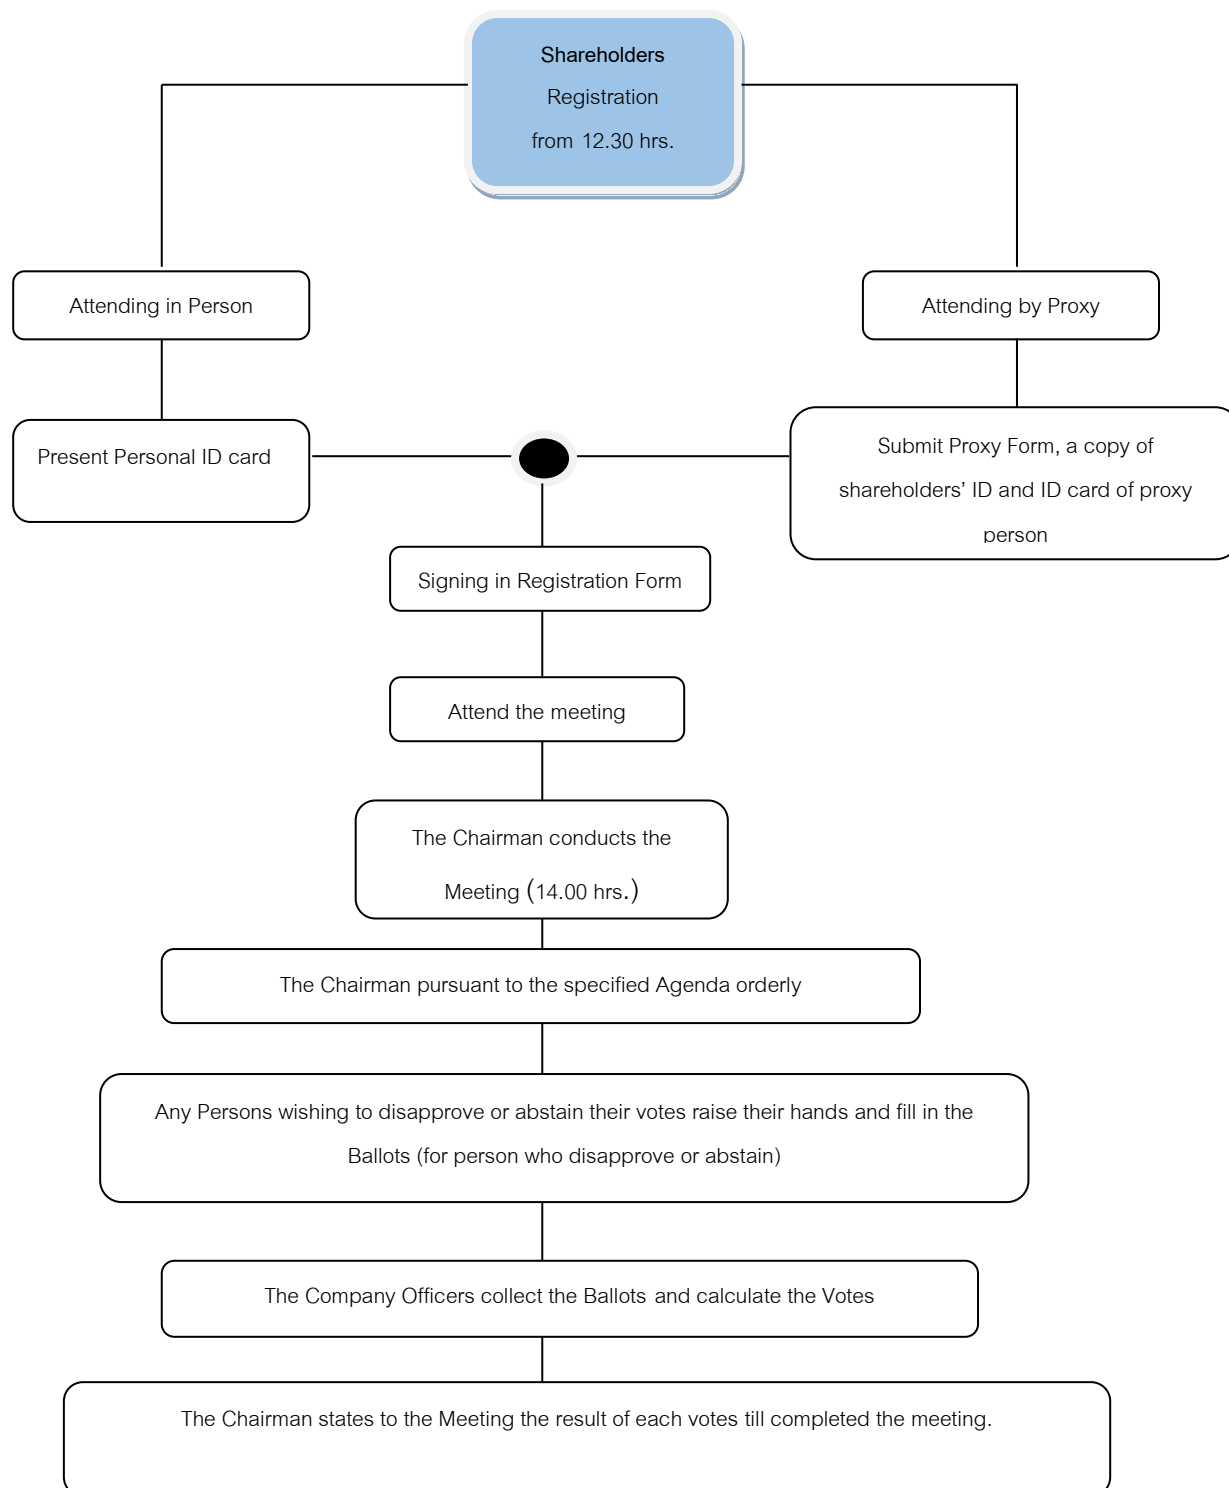 Shareholders
Registration
from 12.30 hrs.
Attending in Person
Attending by Proxy
Present Personal ID card
Submit Proxy Form, a copy of
shareholders' ID and ID card of proxy
person
Signing in Registration Form
Attend the meeting
The Chairman conducts the
Meeting (14.00 hrs.)
The Chairman pursuant to the specified Agenda orderly
Any Persons wishing to disapprove or abstain their votes raise their hands and fill in the
Ballots (for person who disapprove or abstain)
The Company Officers collect the Ballots and calculate the Votes
The Chairman states to the Meeting the result of each votes till completed the meeting.